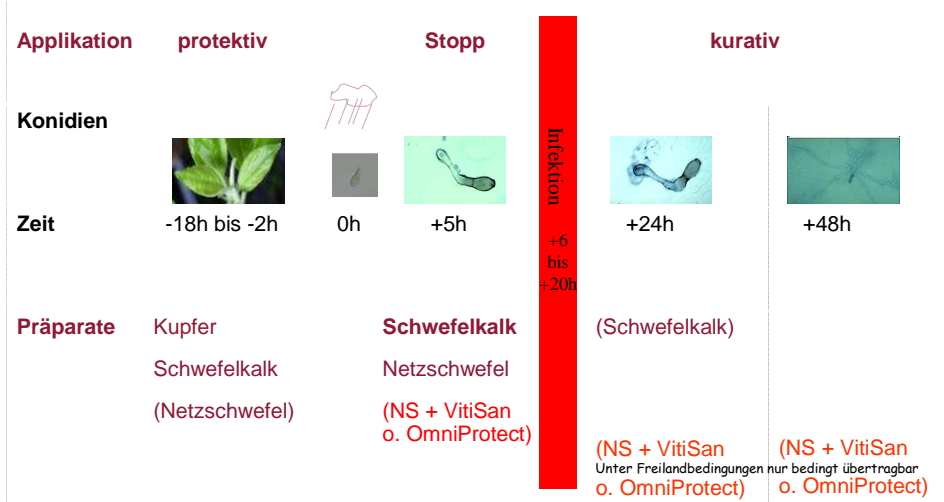 Applikation protektiv Stopp kurativ
Konidien
Infektion
+6
bis
+20h
Zeit -18h bis -2h 0h +5h +24h +48h
Präparate Kupfer Schwefelkalk (Schwefelkalk)
Schwefelkalk Netzschwefel
(Netzschwefel) (NS + VitiSan
o. OmniProtect)
(NS + VitiSan (NS + VitiSan
Unter Freilandbedingungen nur bedingt übertragbar
o. OmniProtect) o. OmniProtect)